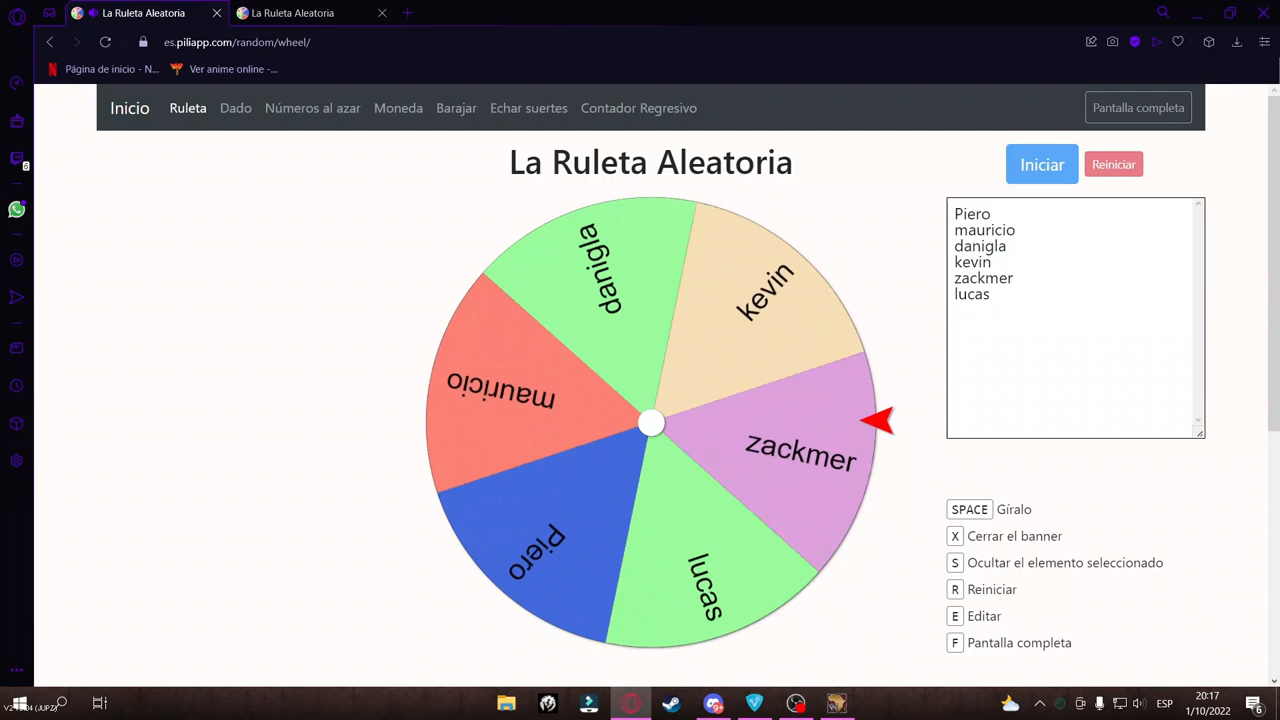 La Ruleta Aleatoria
La Ruleta Aleatoria
es.piliapp.com/random/wheel/
Página de inicio - N...
Ver anime online -...
Inicio Ruleta Dado Números al azar Moneda Barajar Echar suertes Contador Regresivo Pantalla completa
La Ruleta Aleatoria
Iniciar Reiniciar
Piero
mauricio
danigla
kevin
zackmer
lucas
danigla
kevin
mauricio
zackmer
Piero
lucas
SPACE Gíralo
X Cerrar el banner
S Ocultar el elemento seleccionado
R Reiniciar
E Editar
F Pantalla completa
ESP
20:17
1/10/2022
6